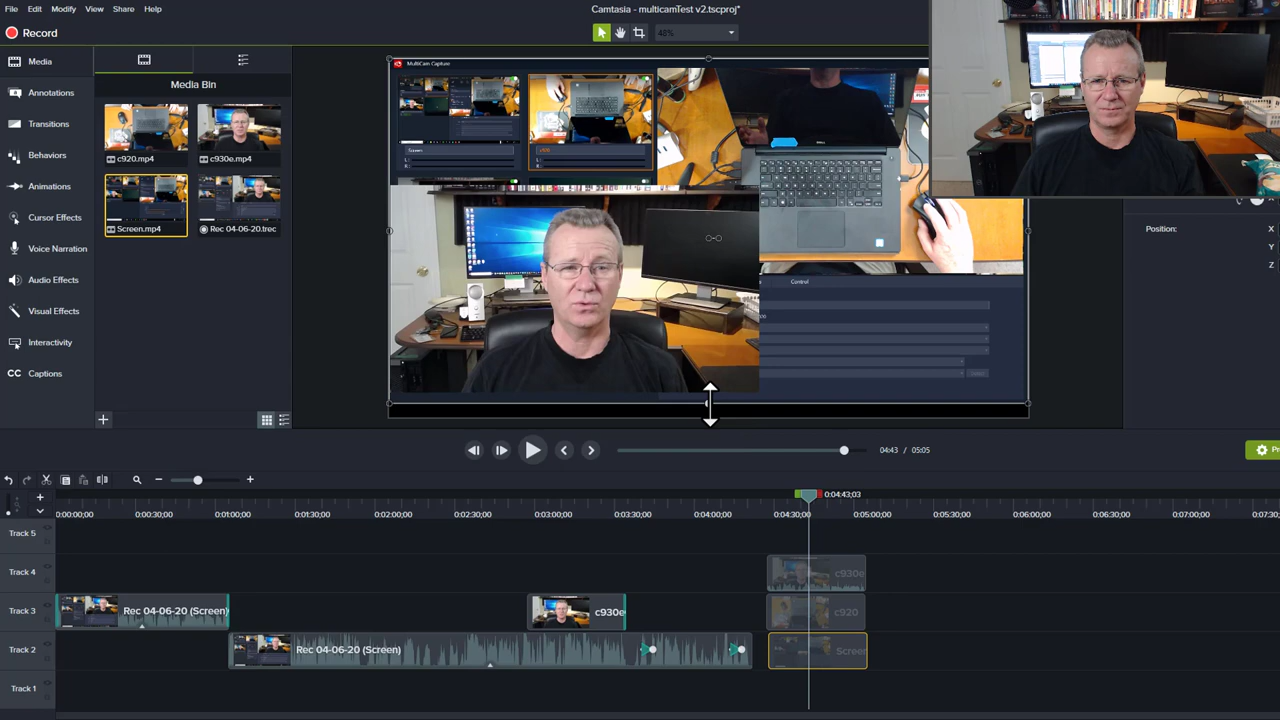 File Edit Modify View Share Help
Camtasia - multicamTest v2.tscproj*
Record
48%
Media
Annotations
Transitions
Behaviors
Animations
Cursor Effects
Voice Narration
Audio Effects
Visual Effects
Interactivity
Captions
Media Bin
c920.mp4
c930e.mp4
Screen.mp4
Rec 04-06-20.trec
MultiCam Capture
Screen
Control
Position:
X
Y
Z
04:43 / 05:05
Pr
0:04:43;03
0:00:00;00 0:00:30;00 0:01:00;00 0:01:30;00 0:02:00;00 0:02:30;00 0:03:00;00 0:03:30;00 0:04:00;00 0:04:30;00 0:05:00;00 0:05:30;00 0:06:00;00 0:06:30;00 0:07:00;00 0:07:30
Track 5
Track 4
c930e
Track 3
Rec 04-06-20 (Screen)
c930e
c920
Track 2
Rec 04-06-20 (Screen)
Screen
Track 1